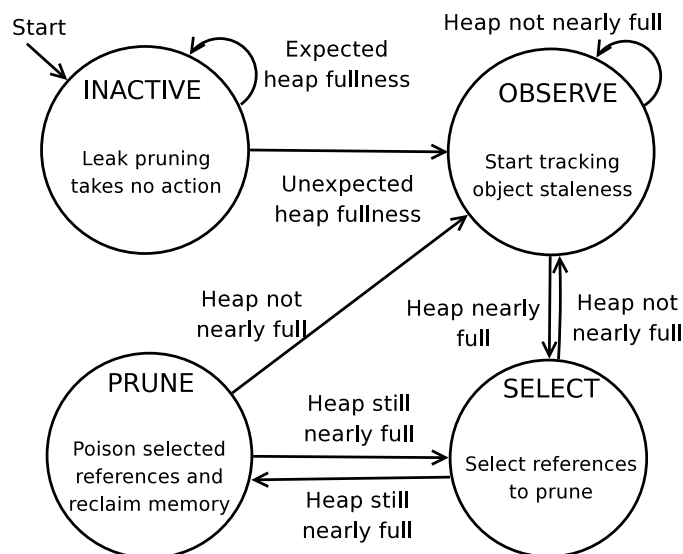 Start
INACTIVE
Leak pruning
takes no action
Expected
heap fullness
Unexpected
heap fullness
Heap not nearly full
OBSERVE
Start tracking
object staleness
Heap not
nearly full
Heap nearly
full
Heap not
nearly full
PRUNE
Poison selected
references and
reclaim memory
Heap still
nearly full
Heap still
nearly full
SELECT
Select references
to prune